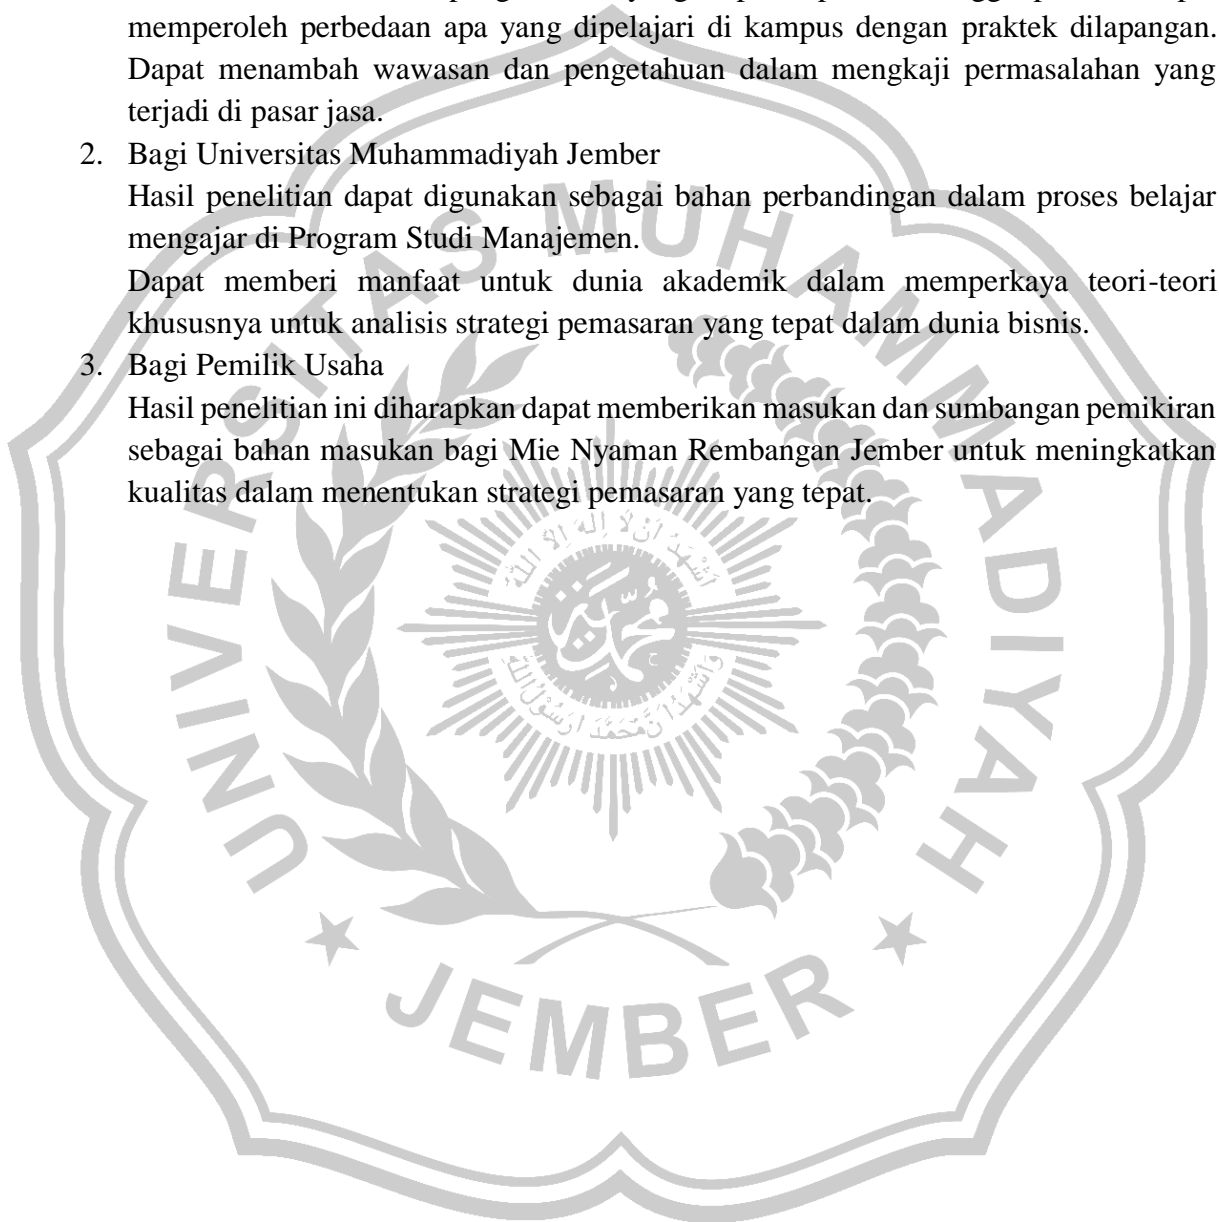 memperoleh perbedaan apa yang dipelajari di kampus dengan praktek dilapangan.
Dapat menambah wawasan dan pengetahuan dalam mengkaji permasalahan yang
terjadi di pasar jasa.
2. Bagi Universitas Muhammadiyah Jember
Hasil penelitian dapat digunakan sebagai bahan perbandingan dalam proses belajar
mengajar di Program Studi Manajemen.
Dapat memberi manfaat untuk dunia akademik dalam memperkaya teori-teori
khususnya untuk analisis strategi pemasaran yang tepat dalam dunia bisnis.
3. Bagi Pemilik Usaha
Hasil penelitian ini diharapkan dapat memberikan masukan dan sumbangan pemikiran
sebagai bahan masukan bagi Mie Nyaman Rembangan Jember untuk meningkatkan
kualitas dalam menentukan strategi pemasaran yang tepat.
UNIVERSITAS MUHAMMADIYAH
JEMBER